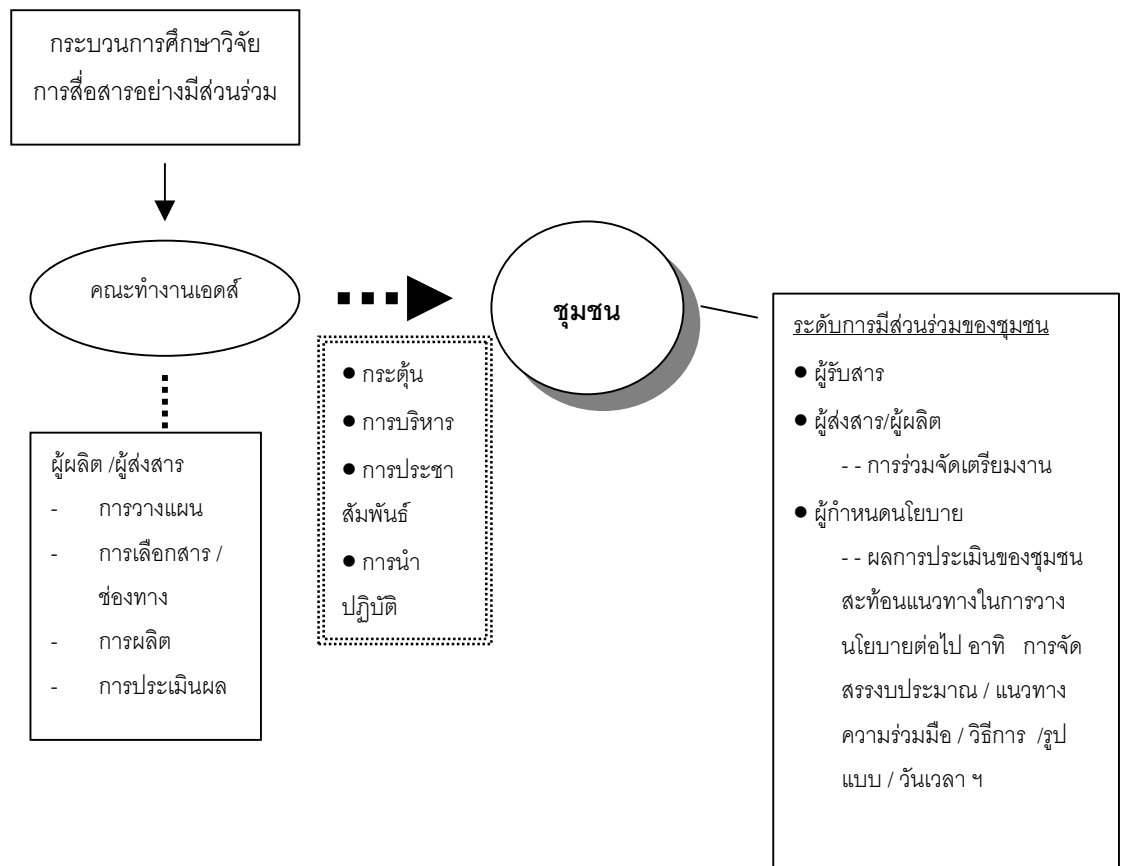 กระบวนการศึกษาวิจัย
การสื่อสารอย่างมีส่วนร่วม
คณะทำงานเอดส์
ผู้ผลิต /ผู้ส่งสาร
- การวางแผน
- การเลือกสาร /
ช่องทาง
- การผลิต
- การประเมินผล
● กระตุ้น
● การบริหาร
● การประชา
สัมพันธ์
● การนำ
ปฏิบัติ
ชุมชน
ระดับการมีส่วนร่วมของชุมชน
● ผู้รับสาร
● ผู้ส่งสาร/ผู้ผลิต
- - การร่วมจัดเตรียมงาน
● ผู้กำหนดนโยบาย
- - ผลการประเมินของชุมชน
สะท้อนแนวทางในการวาง
นโยบายต่อไป อาทิ การจัด
สรรงบประมาณ / แนวทาง
ความร่วมมือ / วิธีการ /รูป
แบบ / วันเวลา ฯ